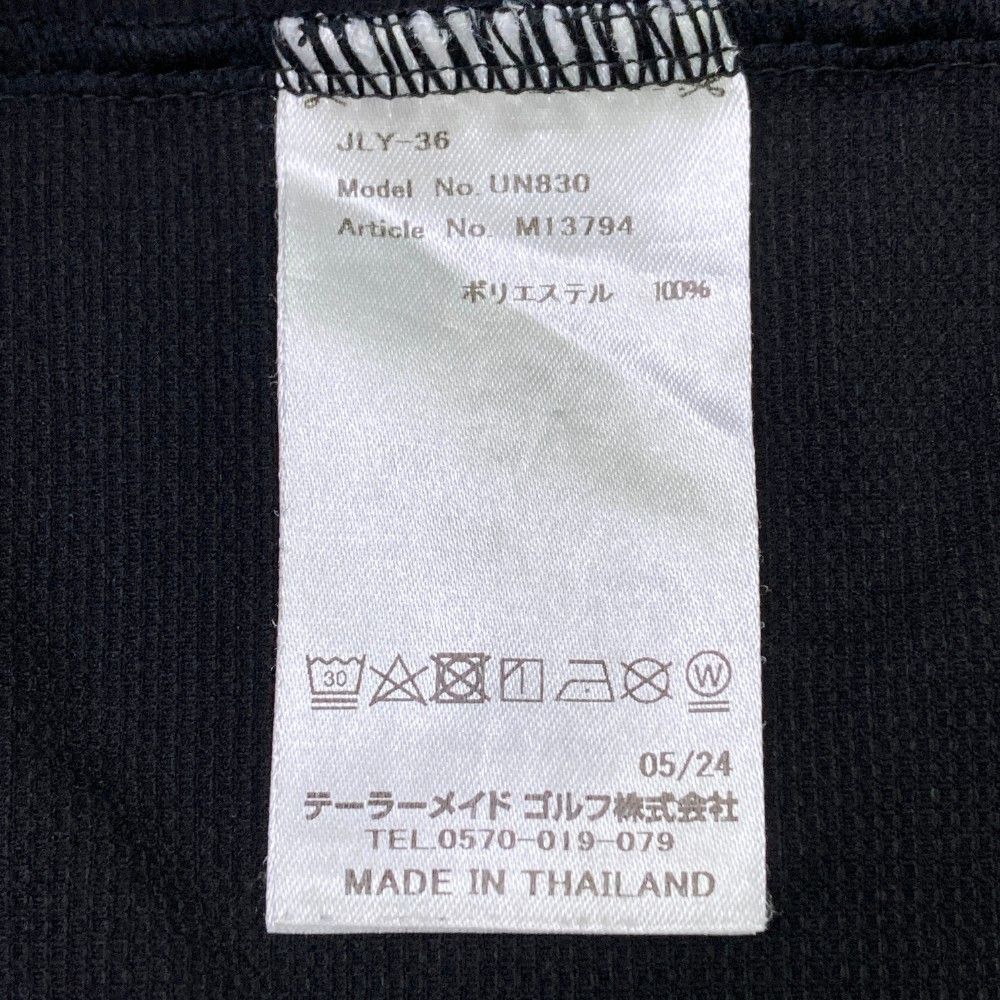 JLY-36
Model No. UN830
Article No. M13794
ポリエステル 100%
30 W
05/24
テーラーメイド ゴルフ株式会社
TEL.0570-019-079
MADE IN THAILAND